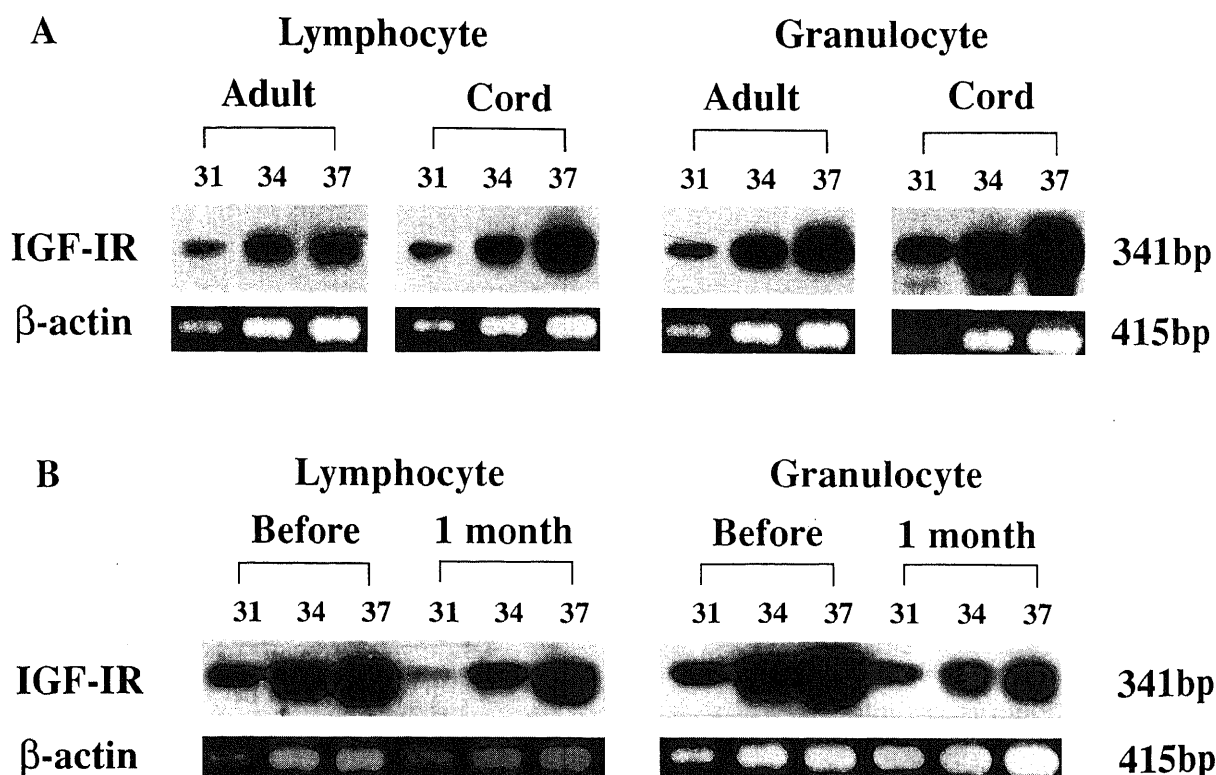 A Lymphocyte Granulocyte
Adult Cord Adult Cord
31 34 37 31 34 37 31 34 37 31 34 37
IGF-IR 341bp
β-actin 415bp
B Lymphocyte Granulocyte
Before 1 month Before 1 month
31 34 37 31 34 37 31 34 37 31 34 37
IGF-IR 341bp
β-actin 415bp